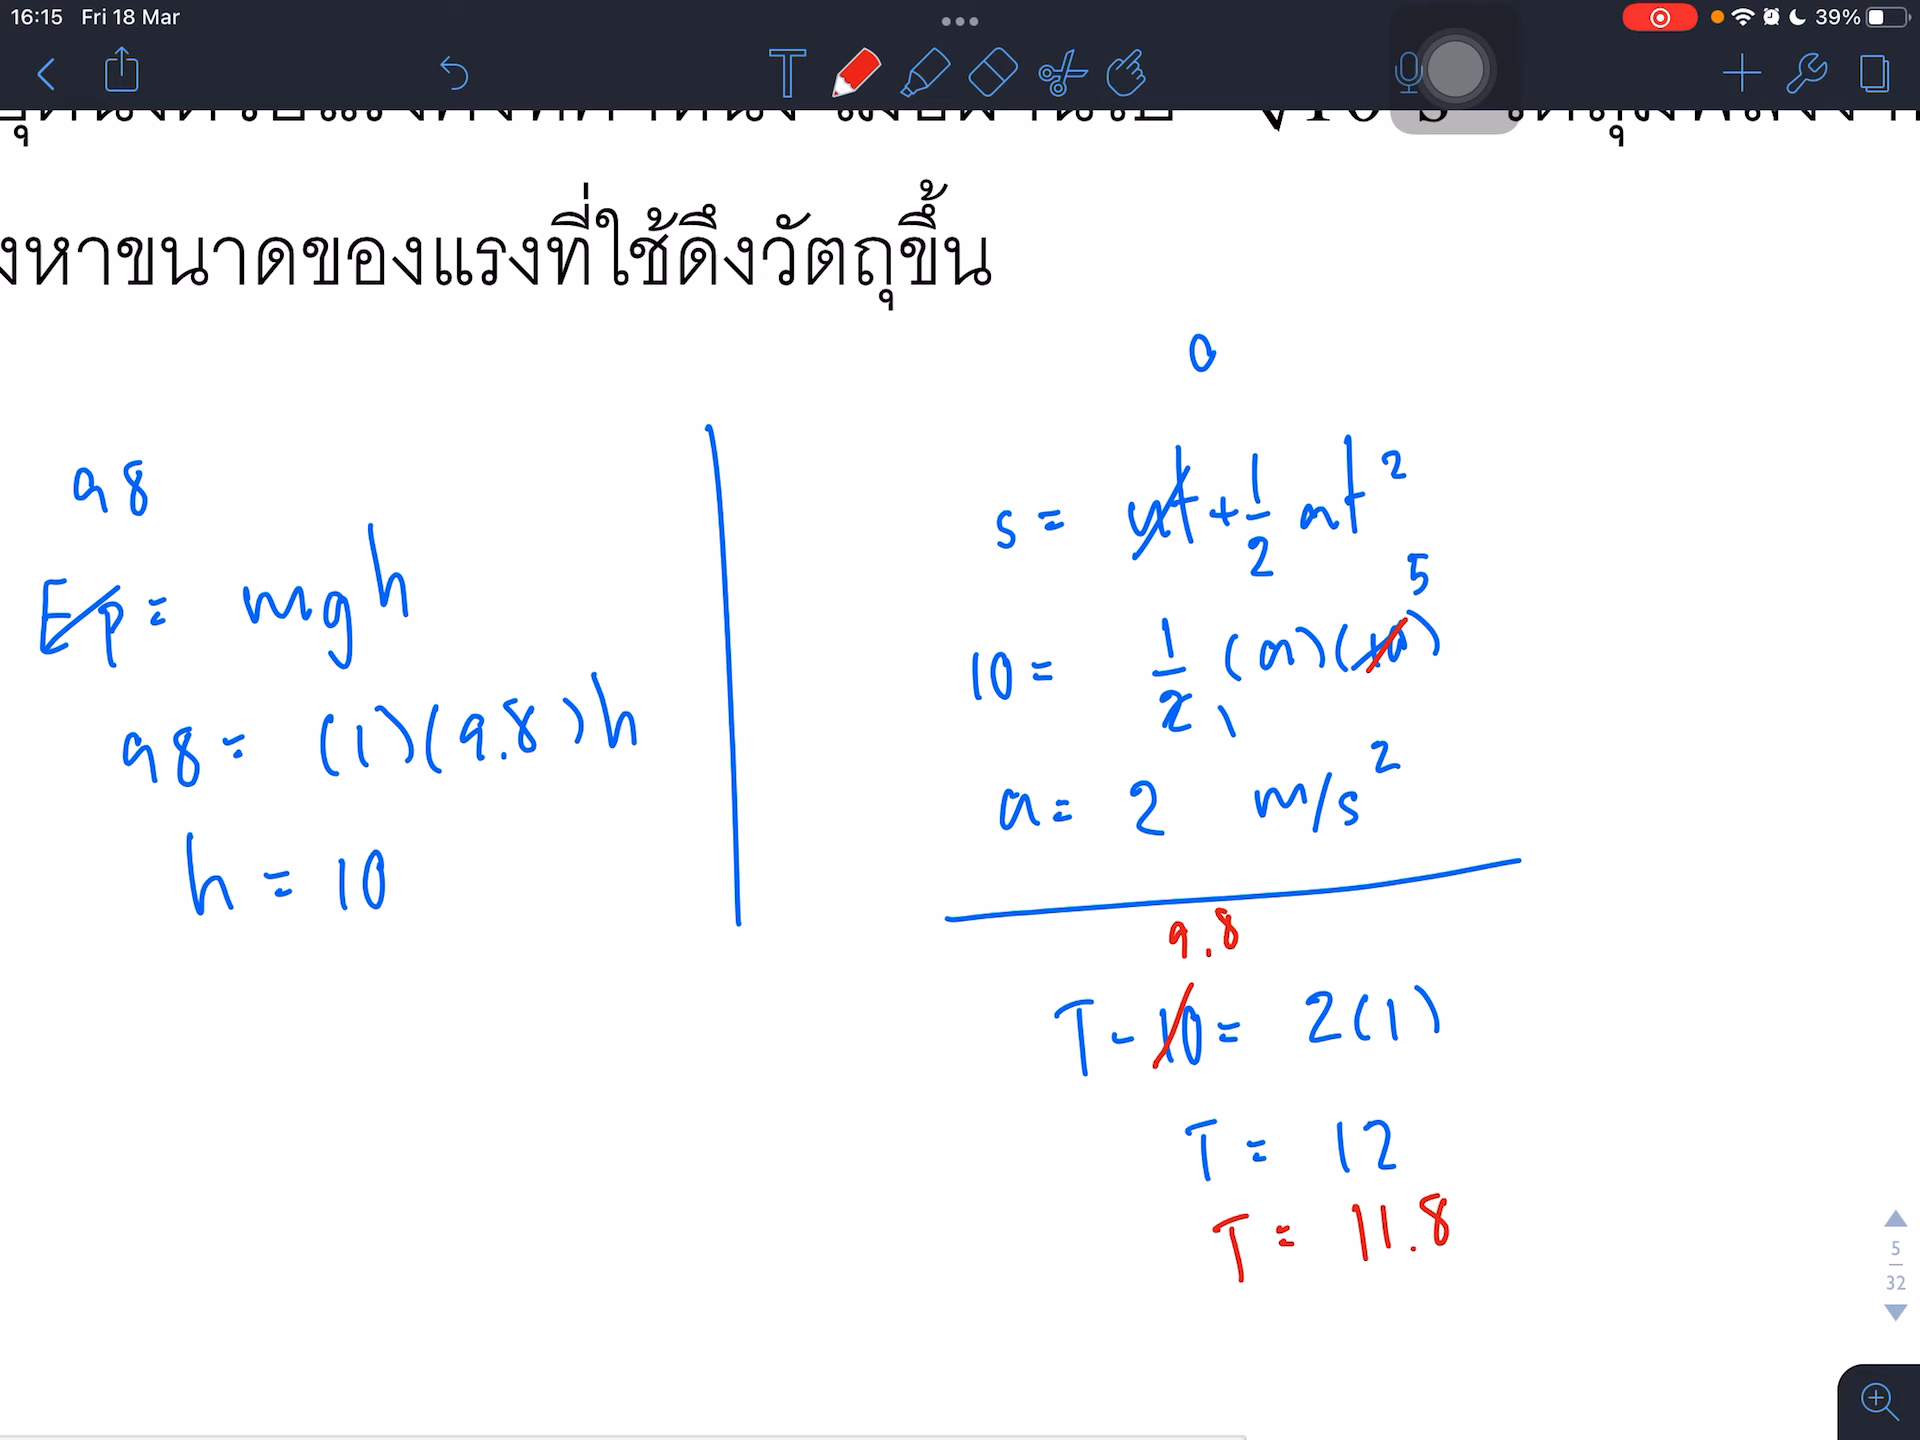 16:15 Fri 18 Mar
39%
งหาขนาดของแรงที่ใช้ดึงวัตถุขึ้น
98
Ep = mgh
98 = (1)(9.8)h
h = 10
0
s = ut + 1/2 at²
5
10 = 1/2 (a)(10)
1
a = 2 m/s²
9.8
T - 10 = 2(1)
T = 12
T = 11.8
5
32